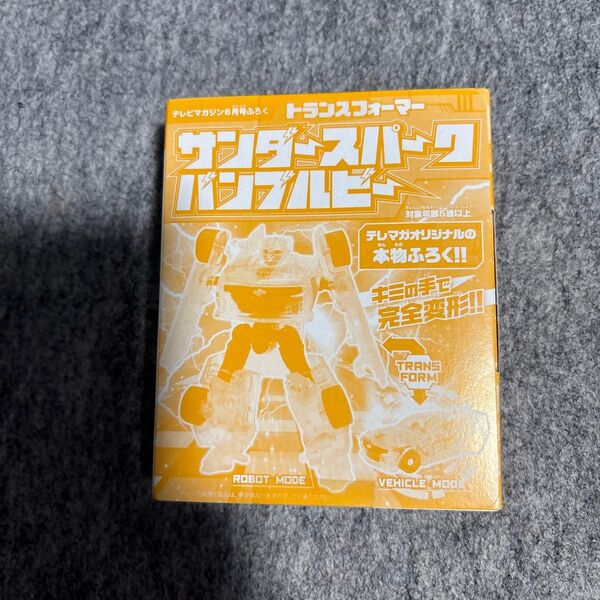 テレビマガジン6月号ふろく
トランスフォーマー
サンダースパーク
バンブルビー
対象年齢5歳以上
テレマガオリジナルの
本物ふろく!!
キミの手で
完全変形!!
TRANS
FORM
ROBOT MODE
VEHICLE MODE